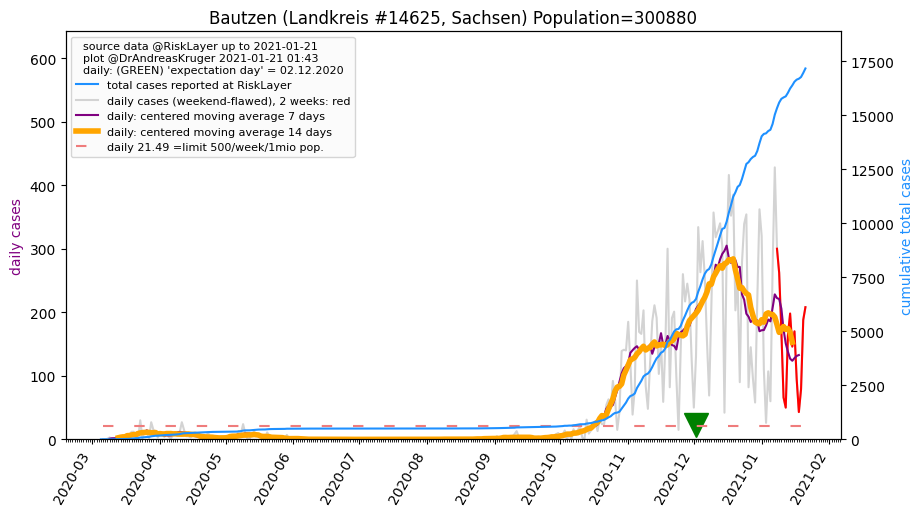 Bautzen (Landkreis #14625, Sachsen) Population=300880
source data @RiskLayer up to 2021-01-21
plot @DrAndreasKruger 2021-01-21 01:43
daily: (GREEN) 'expectation day' = 02.12.2020
total cases reported at RiskLayer
daily cases (weekend-flawed), 2 weeks: red
daily: centered moving average 7 days
daily: centered moving average 14 days
daily 21.49 =limit 500/week/1mio pop.
daily cases
600
500
400
300
200
100
0
cumulative total cases
17500
15000
12500
10000
7500
5000
2500
0
2020-03
2020-04
2020-05
2020-06
2020-07
2020-08
2020-09
2020-10
2020-11
2020-12
2021-01
2021-02